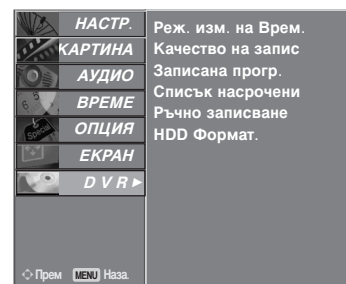 НАСТР.
КАРТИНА
АУДИО
ВРЕМЕ
ОПЦИЯ
ЕКРАН
D V R
Реж. изм. на Врем.
Качество на запис
Записана прогр.
Списък насрочени
Ръчно записване
HDD Формат.
Прем MENU Наза.